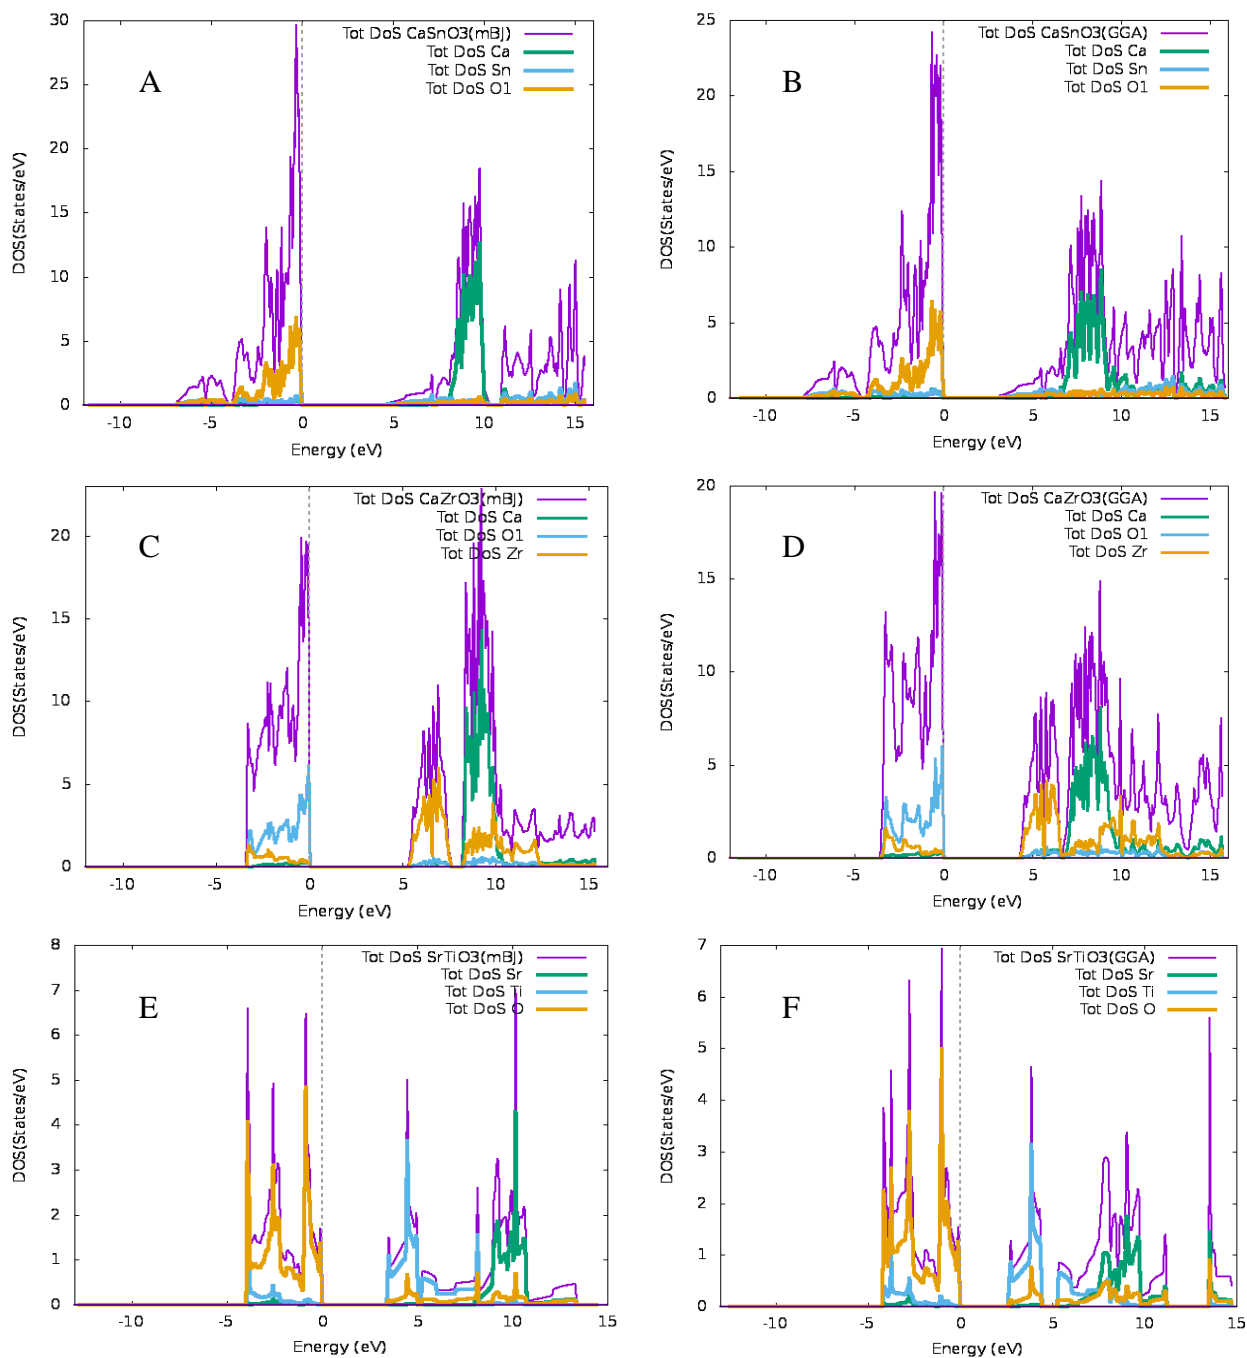 30
25
20
15
10
5
0
-10
-5
0
5
10
15
DOS(States/eV)
Energy (eV)
A
Tot DoS CaSnO3(mBJ)
Tot DoS Ca
Tot DoS Sn
Tot DoS O1
25
20
15
10
5
0
-10
-5
0
5
10
15
DOS(States/eV)
Energy (eV)
B
Tot DoS CaSnO3(GGA)
Tot DoS Ca
Tot DoS Sn
Tot DoS O1
20
15
10
5
0
-10
-5
0
5
10
15
DOS(States/eV)
Energy (eV)
C
Tot DoS CaZrO3(mBJ)
Tot DoS Ca
Tot DoS O1
Tot DoS Zr
20
15
10
5
0
-10
-5
0
5
10
15
DOS(States/eV)
Energy (eV)
D
Tot DoS CaZrO3(GGA)
Tot DoS Ca
Tot DoS O1
Tot DoS Zr
8
7
6
5
4
3
2
1
0
-10
-5
0
5
10
15
DOS(States/eV)
Energy (eV)
E
Tot DoS SrTiO3(mBJ)
Tot DoS Sr
Tot DoS Ti
Tot DoS O
7
6
5
4
3
2
1
0
-10
-5
0
5
10
15
DOS(States/eV)
Energy (eV)
F
Tot DoS SrTiO3(GGA)
Tot DoS Sr
Tot DoS Ti
Tot DoS O